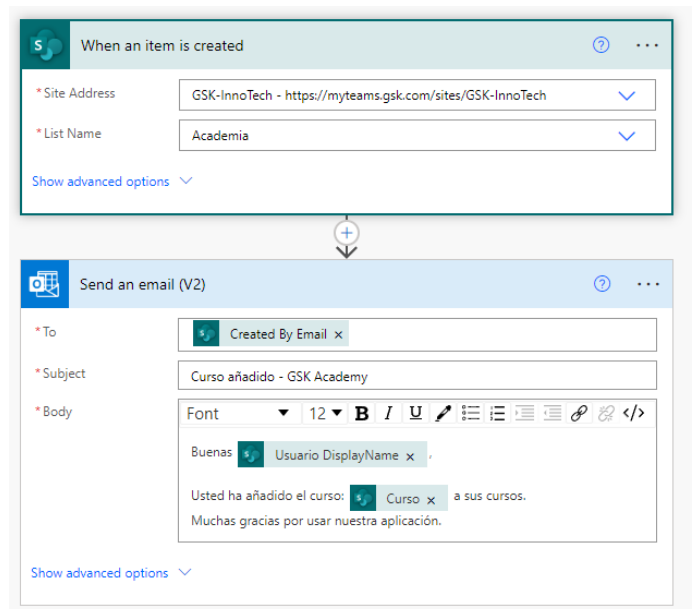 When an item is created
* Site Address
GSK-InnoTech - https://myteams.gsk.com/sites/GSK-InnoTech
* List Name
Academia
Show advanced options
Send an email (V2)
* To
Created By Email ×
* Subject
Curso añadido - GSK Academy
* Body
Font 12 B I U </>
Buenas Usuario DisplayName × ,
Usted ha añadido el curso: Curso × a sus cursos.
Muchas gracias por usar nuestra aplicación.
Show advanced options